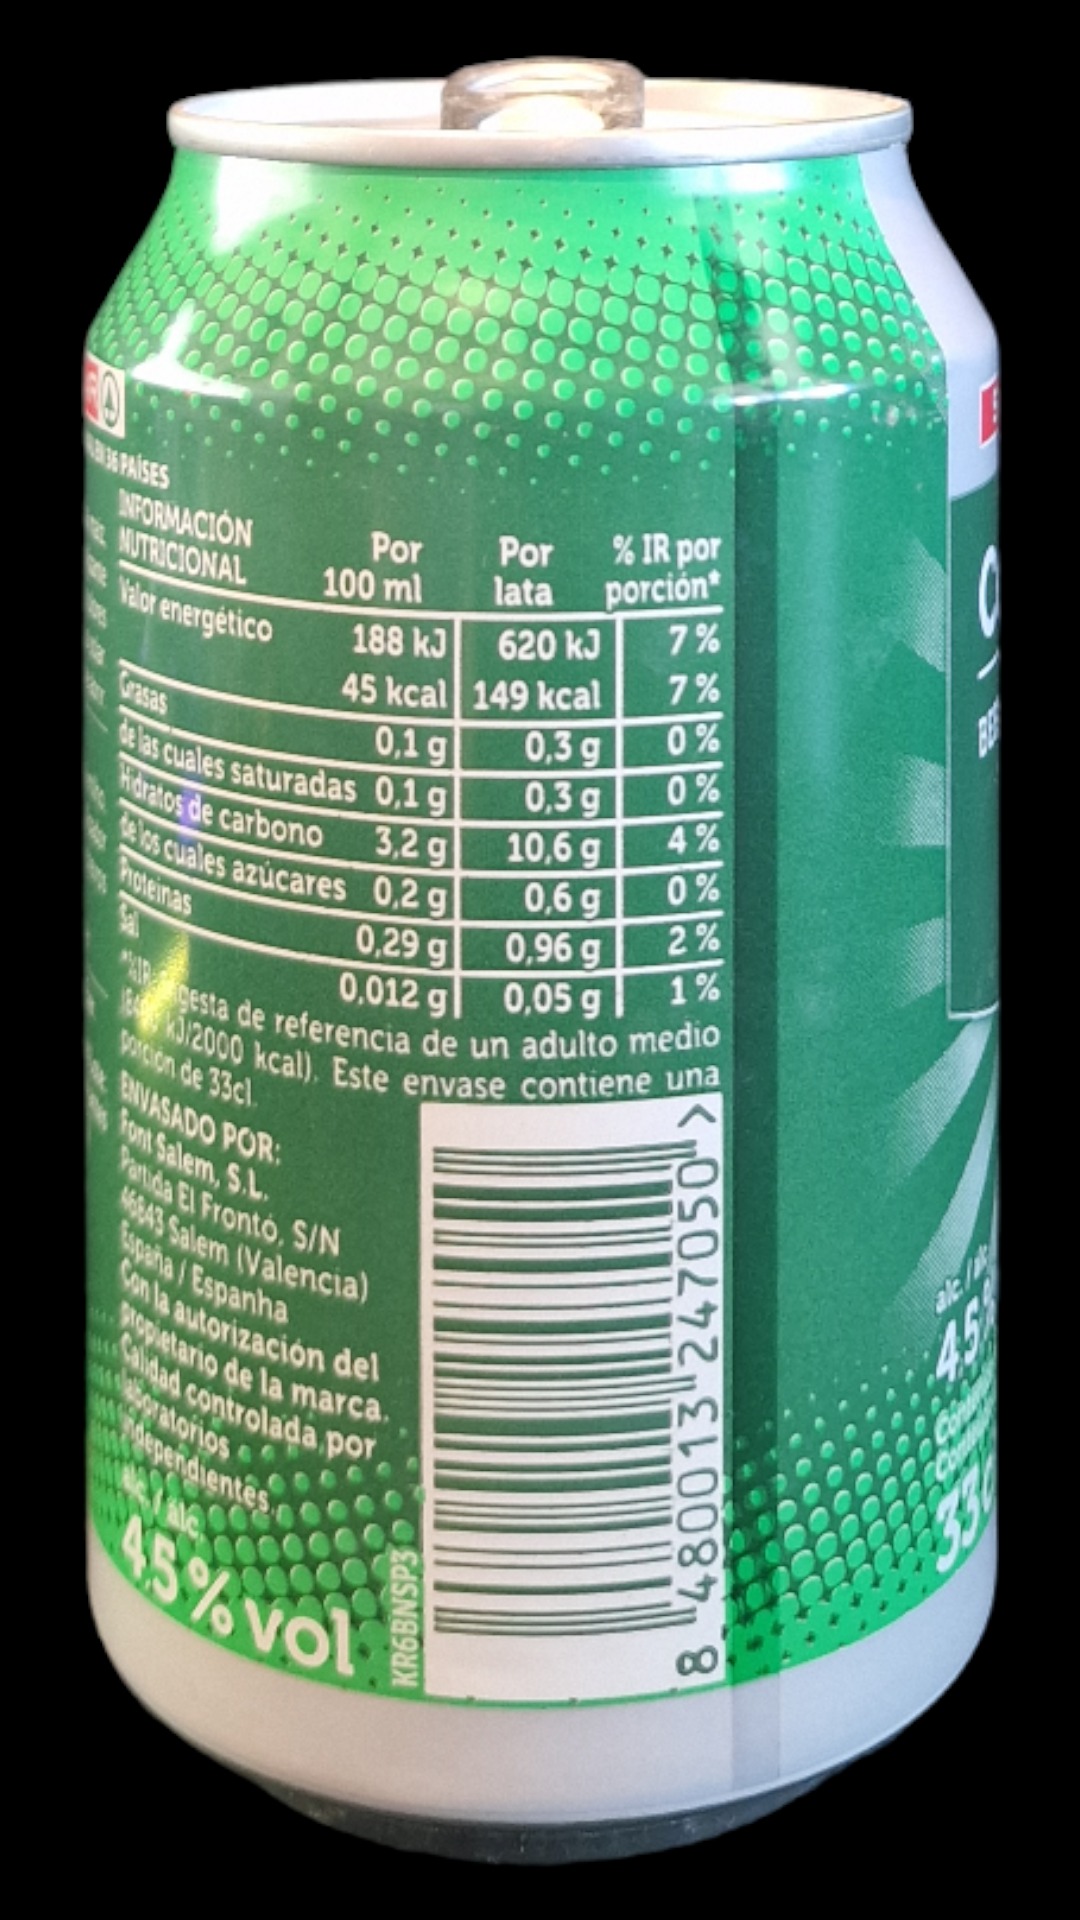 EN 36 PAÍSES
INFORMACIÓN
NUTRICIONAL
Por
100 ml
Por
lata
% IR por
porción*
Valor energético 188 kJ 620 kJ 7%
45 kcal 149 kcal 7%
Grasas 0,1 g 0,3 g 0%
de las cuales saturadas 0,1 g 0,3 g 0%
Hidratos de carbono 3,2 g 10,6 g 4%
de los cuales azúcares 0,2 g 0,6 g 0%
Proteínas 0,29 g 0,96 g 2%
Sal 0,012 g 0,05 g 1%
gesta de referencia de un adulto medio
kJ/2000 kcal). Este envase contiene una
porción de 33cl.
ENVASADO POR:
Font Salem, S.L.
Partida El Frontó, S/N
46843 Salem (Valencia)
España / Espanha
Con la autorización del
propietario de la marca.
Calidad controlada por
laboratorios
independientes.
alc. / álc.
4,5% vol
KR6BNSP3
8 480013 247050 >
alc. / álc.
4,5%
33c